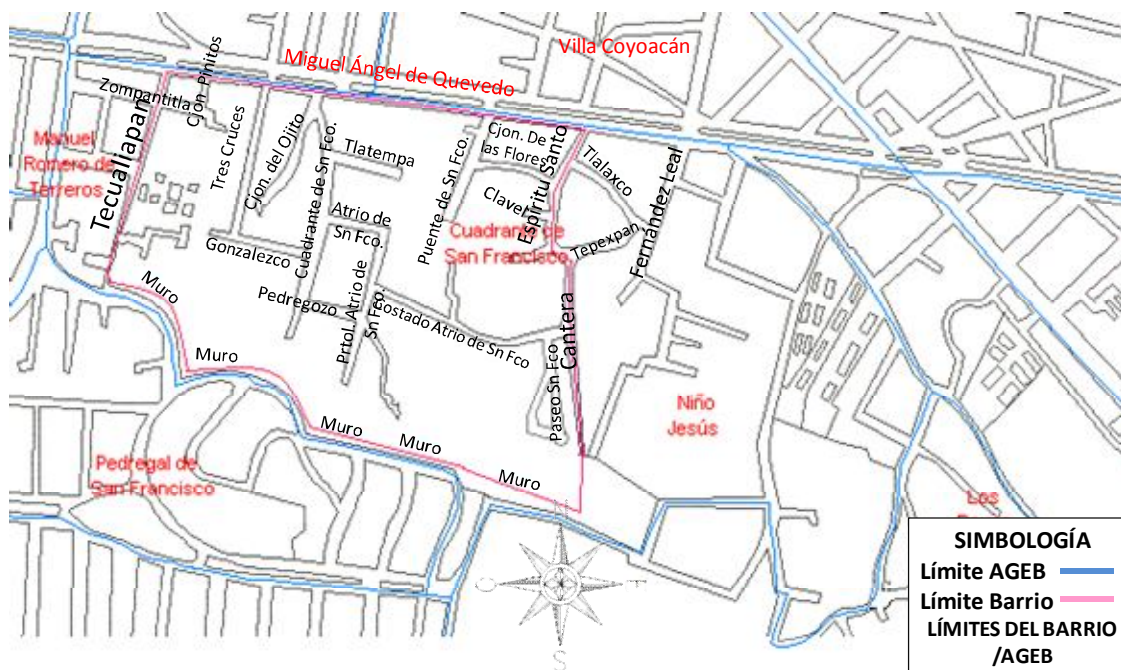 Villa Coyoacán
Miguel Ángel de Quevedo
Cjon. Pinitos
Zompantitla
Tecualiapan
Manuel
Romero de
Terreros
Tres Cruces
Cjon. del Ojito
Cuadrante de Sn Fco.
Tlatempa
Atrio de
Sn Fco.
Puente de Sn Fco.
Cjon. De
las Flores
Espíritu Santo
Tlalaxco
Fernández Leal
Clavel
Cuadrante de
San Francisco
Tepexpan
Gonzalezco
Pedregozo
Prtol. Atrio de
Sn Fco.
Costado Atrio de Sn Fco
Paseo Sn Fco
Cantera
Niño
Jesús
Muro
Muro
Muro
Muro
Muro
Pedregal de
San Francisco
Los
O
S
SIMBOLOGÍA
Límite AGEB
Límite Barrio
LÍMITES DEL BARRIO
/AGEB